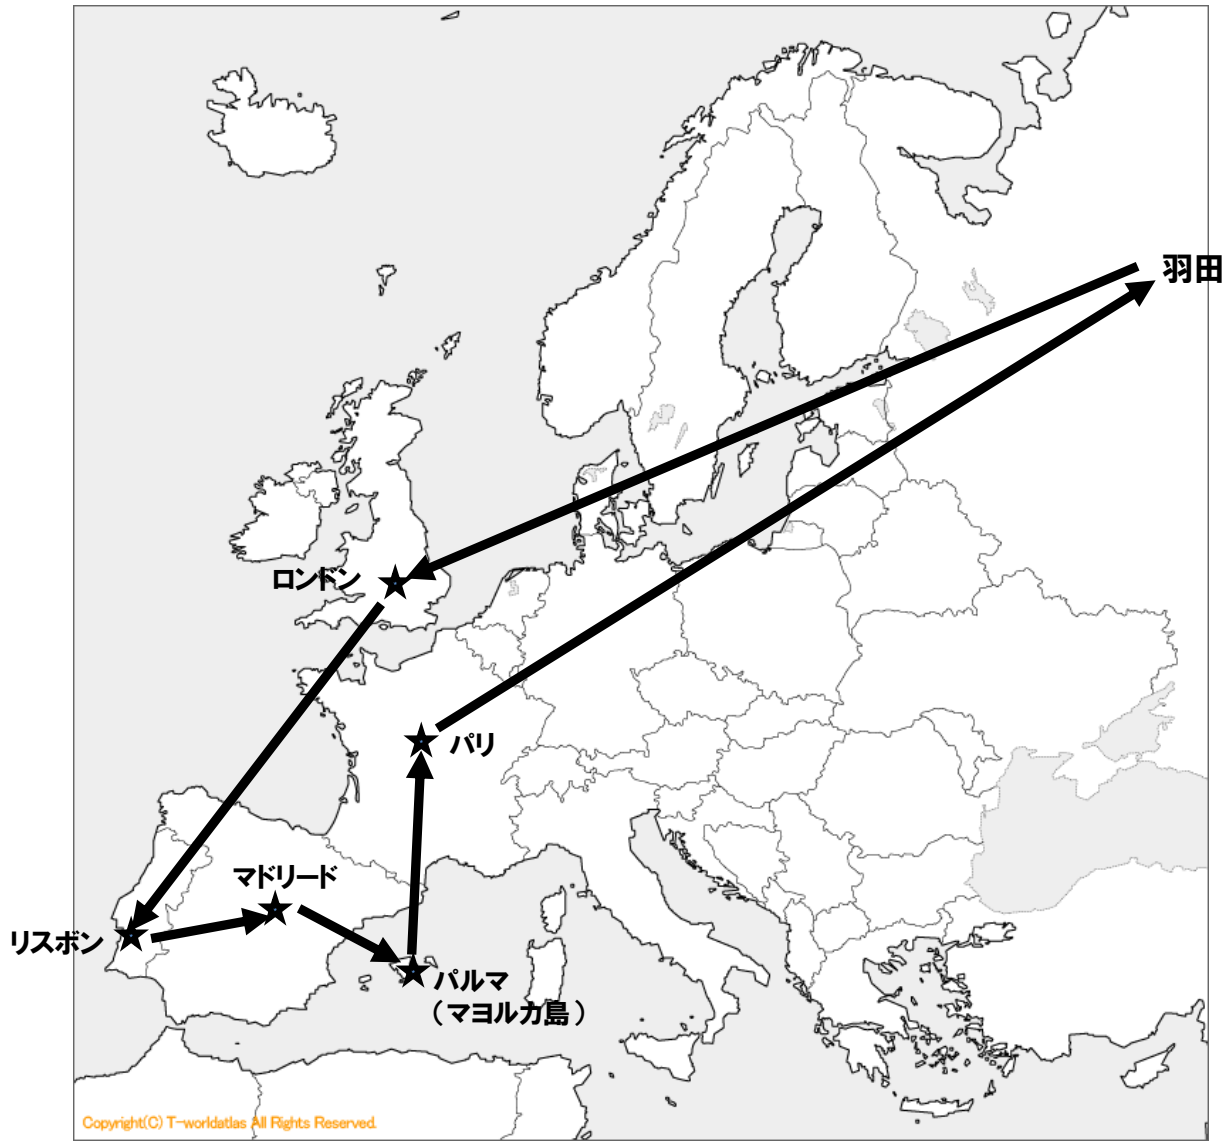 羽田
ロンドン
パリ
マドリード
リスボン
パルマ
（マヨルカ島）
Copyright(C) T-worldatlas All Rights Reserved.